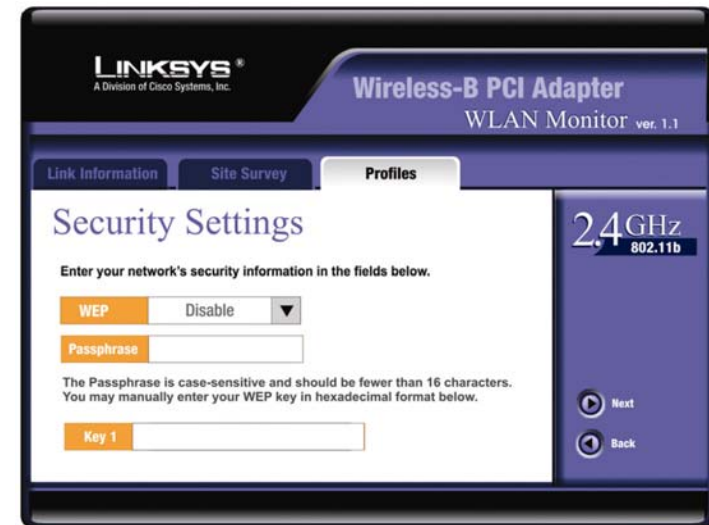 LINKSYS®
A Division of Cisco Systems, Inc.
Wireless-B PCI Adapter
WLAN Monitor ver. 1.1
Link Information
Site Survey
Profiles
Security Settings
2.4GHz
802.11b
Enter your network's security information in the fields below.
WEP Disable
Passphrase
The Passphrase is case-sensitive and should be fewer than 16 characters.
You may manually enter your WEP key in hexadecimal format below.
Key 1
Next
Back